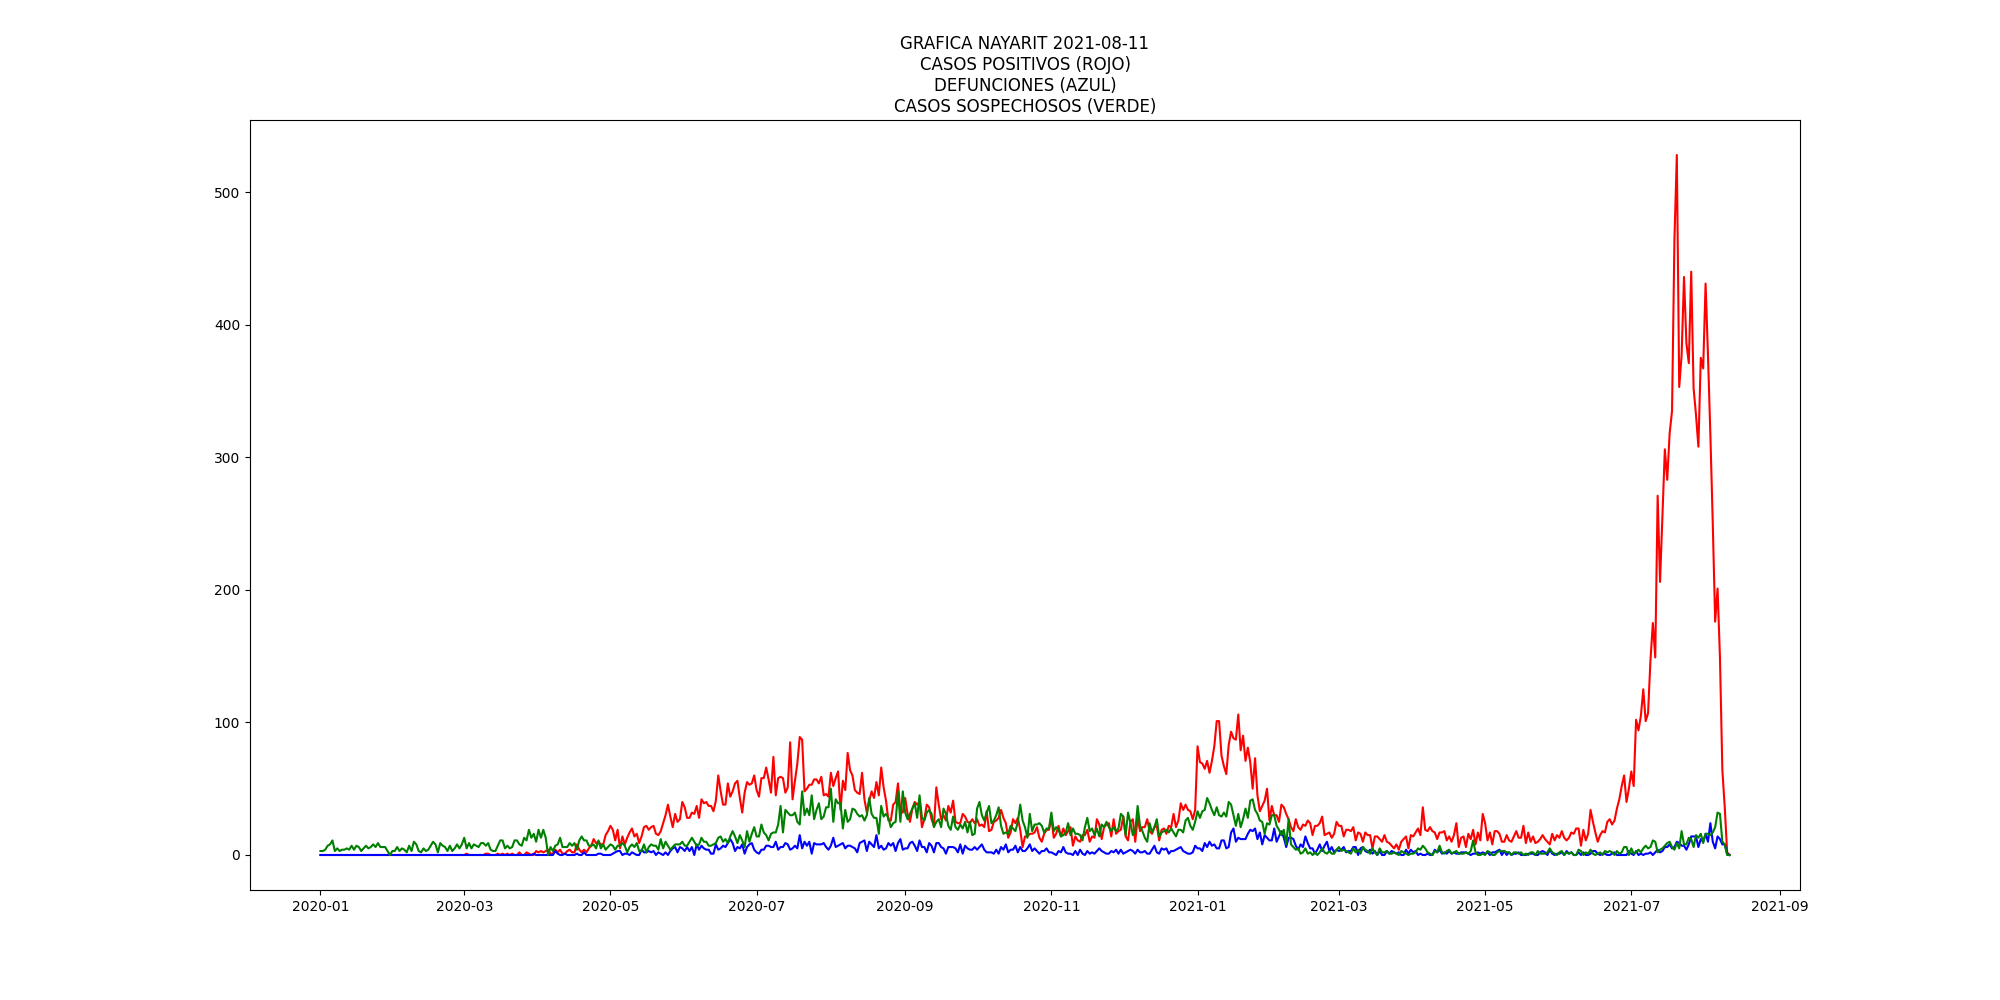 GRAFICA NAYARIT 2021-08-11
CASOS POSITIVOS (ROJO)
DEFUNCIONES (AZUL)
CASOS SOSPECHOSOS (VERDE)
500
400
300
200
100
0
2020-01 2020-03 2020-05 2020-07 2020-09 2020-11 2021-01 2021-03 2021-05 2021-07 2021-09